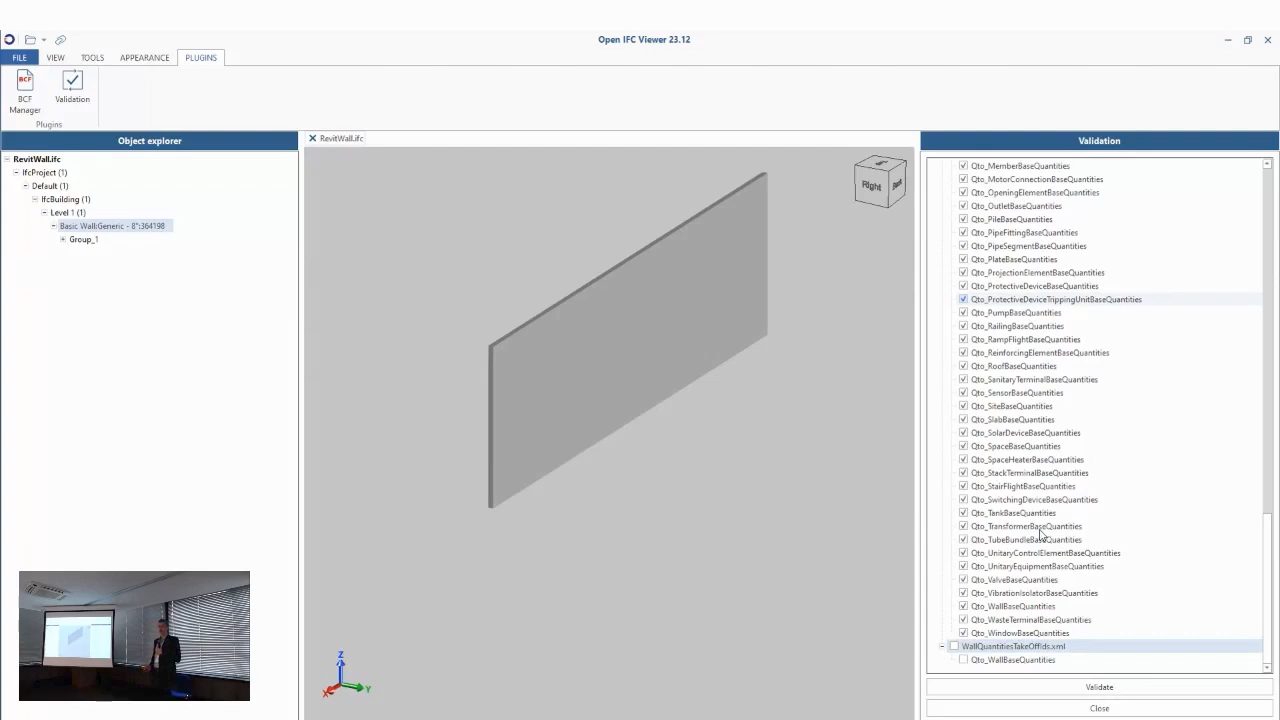 Open IFC Viewer 23.12
FILE VIEW TOOLS APPEARANCE PLUGINS
BCF
BCF Manager
Validation
Plugins
Object explorer
RevitWall.ifc
IfcProject (1)
Default (1)
IfcBuilding (1)
Level 1 (1)
Basic Wall:Generic - 8":364198
Group_1
RevitWall.ifc
Right
Back
Z
X
Y
Validation
Qto_MemberBaseQuantities
Qto_MotorConnectionBaseQuantities
Qto_OpeningElementBaseQuantities
Qto_OutletBaseQuantities
Qto_PileBaseQuantities
Qto_PipeFittingBaseQuantities
Qto_PipeSegmentBaseQuantities
Qto_PlateBaseQuantities
Qto_ProjectionElementBaseQuantities
Qto_ProtectiveDeviceBaseQuantities
Qto_ProtectiveDeviceTrippingUnitBaseQuantities
Qto_PumpBaseQuantities
Qto_RailingBaseQuantities
Qto_RampFlightBaseQuantities
Qto_ReinforcingElementBaseQuantities
Qto_RoofBaseQuantities
Qto_SanitaryTerminalBaseQuantities
Qto_SensorBaseQuantities
Qto_SiteBaseQuantities
Qto_SlabBaseQuantities
Qto_SolarDeviceBaseQuantities
Qto_SpaceBaseQuantities
Qto_SpaceHeaterBaseQuantities
Qto_StackTerminalBaseQuantities
Qto_StairFlightBaseQuantities
Qto_SwitchingDeviceBaseQuantities
Qto_TankBaseQuantities
Qto_TransformerBaseQuantities
Qto_TubeBundleBaseQuantities
Qto_UnitaryControlElementBaseQuantities
Qto_UnitaryEquipmentBaseQuantities
Qto_ValveBaseQuantities
Qto_VibrationIsolatorBaseQuantities
Qto_WallBaseQuantities
Qto_WasteTerminalBaseQuantities
Qto_WindowBaseQuantities
WallQuantitiesTakeOffIds.xml
Qto_WallBaseQuantities
Validate
Close